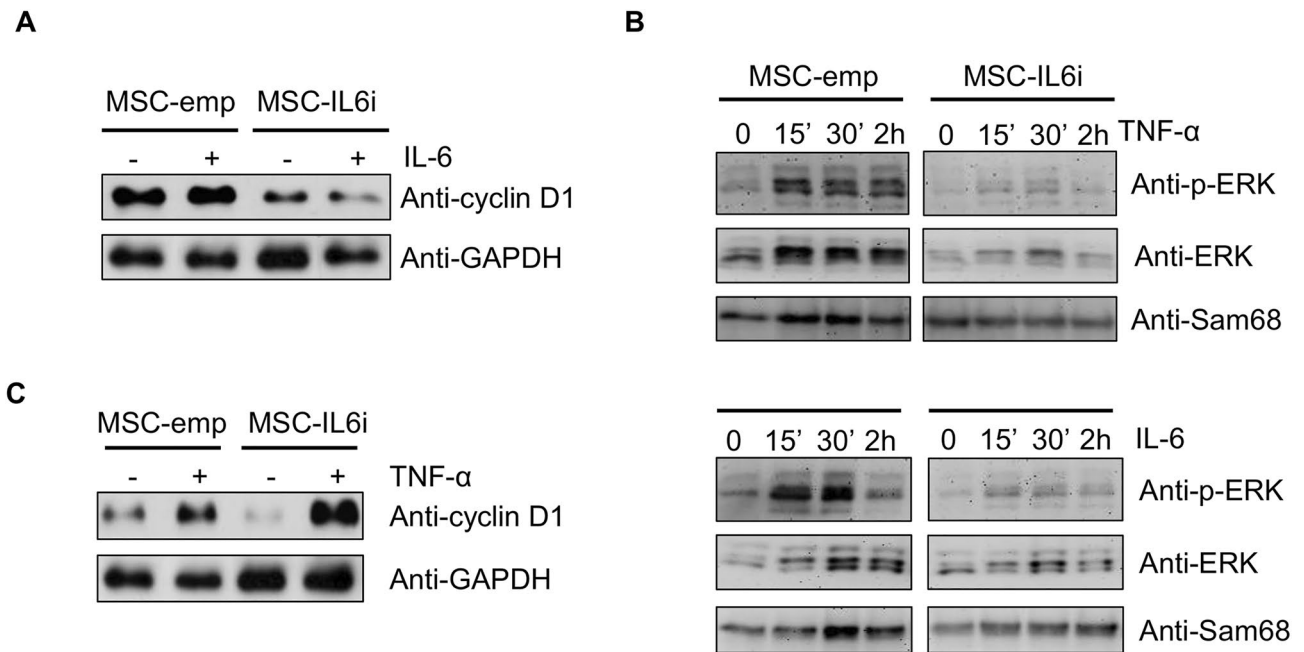 A
MSC-emp MSC-IL6i
- + - + IL-6
Anti-cyclin D1
Anti-GAPDH
B
MSC-emp MSC-IL6i
0 15’ 30’ 2h 0 15’ 30’ 2h TNF-α
Anti-p-ERK
Anti-ERK
Anti-Sam68
0 15’ 30’ 2h 0 15’ 30’ 2h IL-6
Anti-p-ERK
Anti-ERK
Anti-Sam68
C
MSC-emp MSC-IL6i
- + - + TNF-α
Anti-cyclin D1
Anti-GAPDH